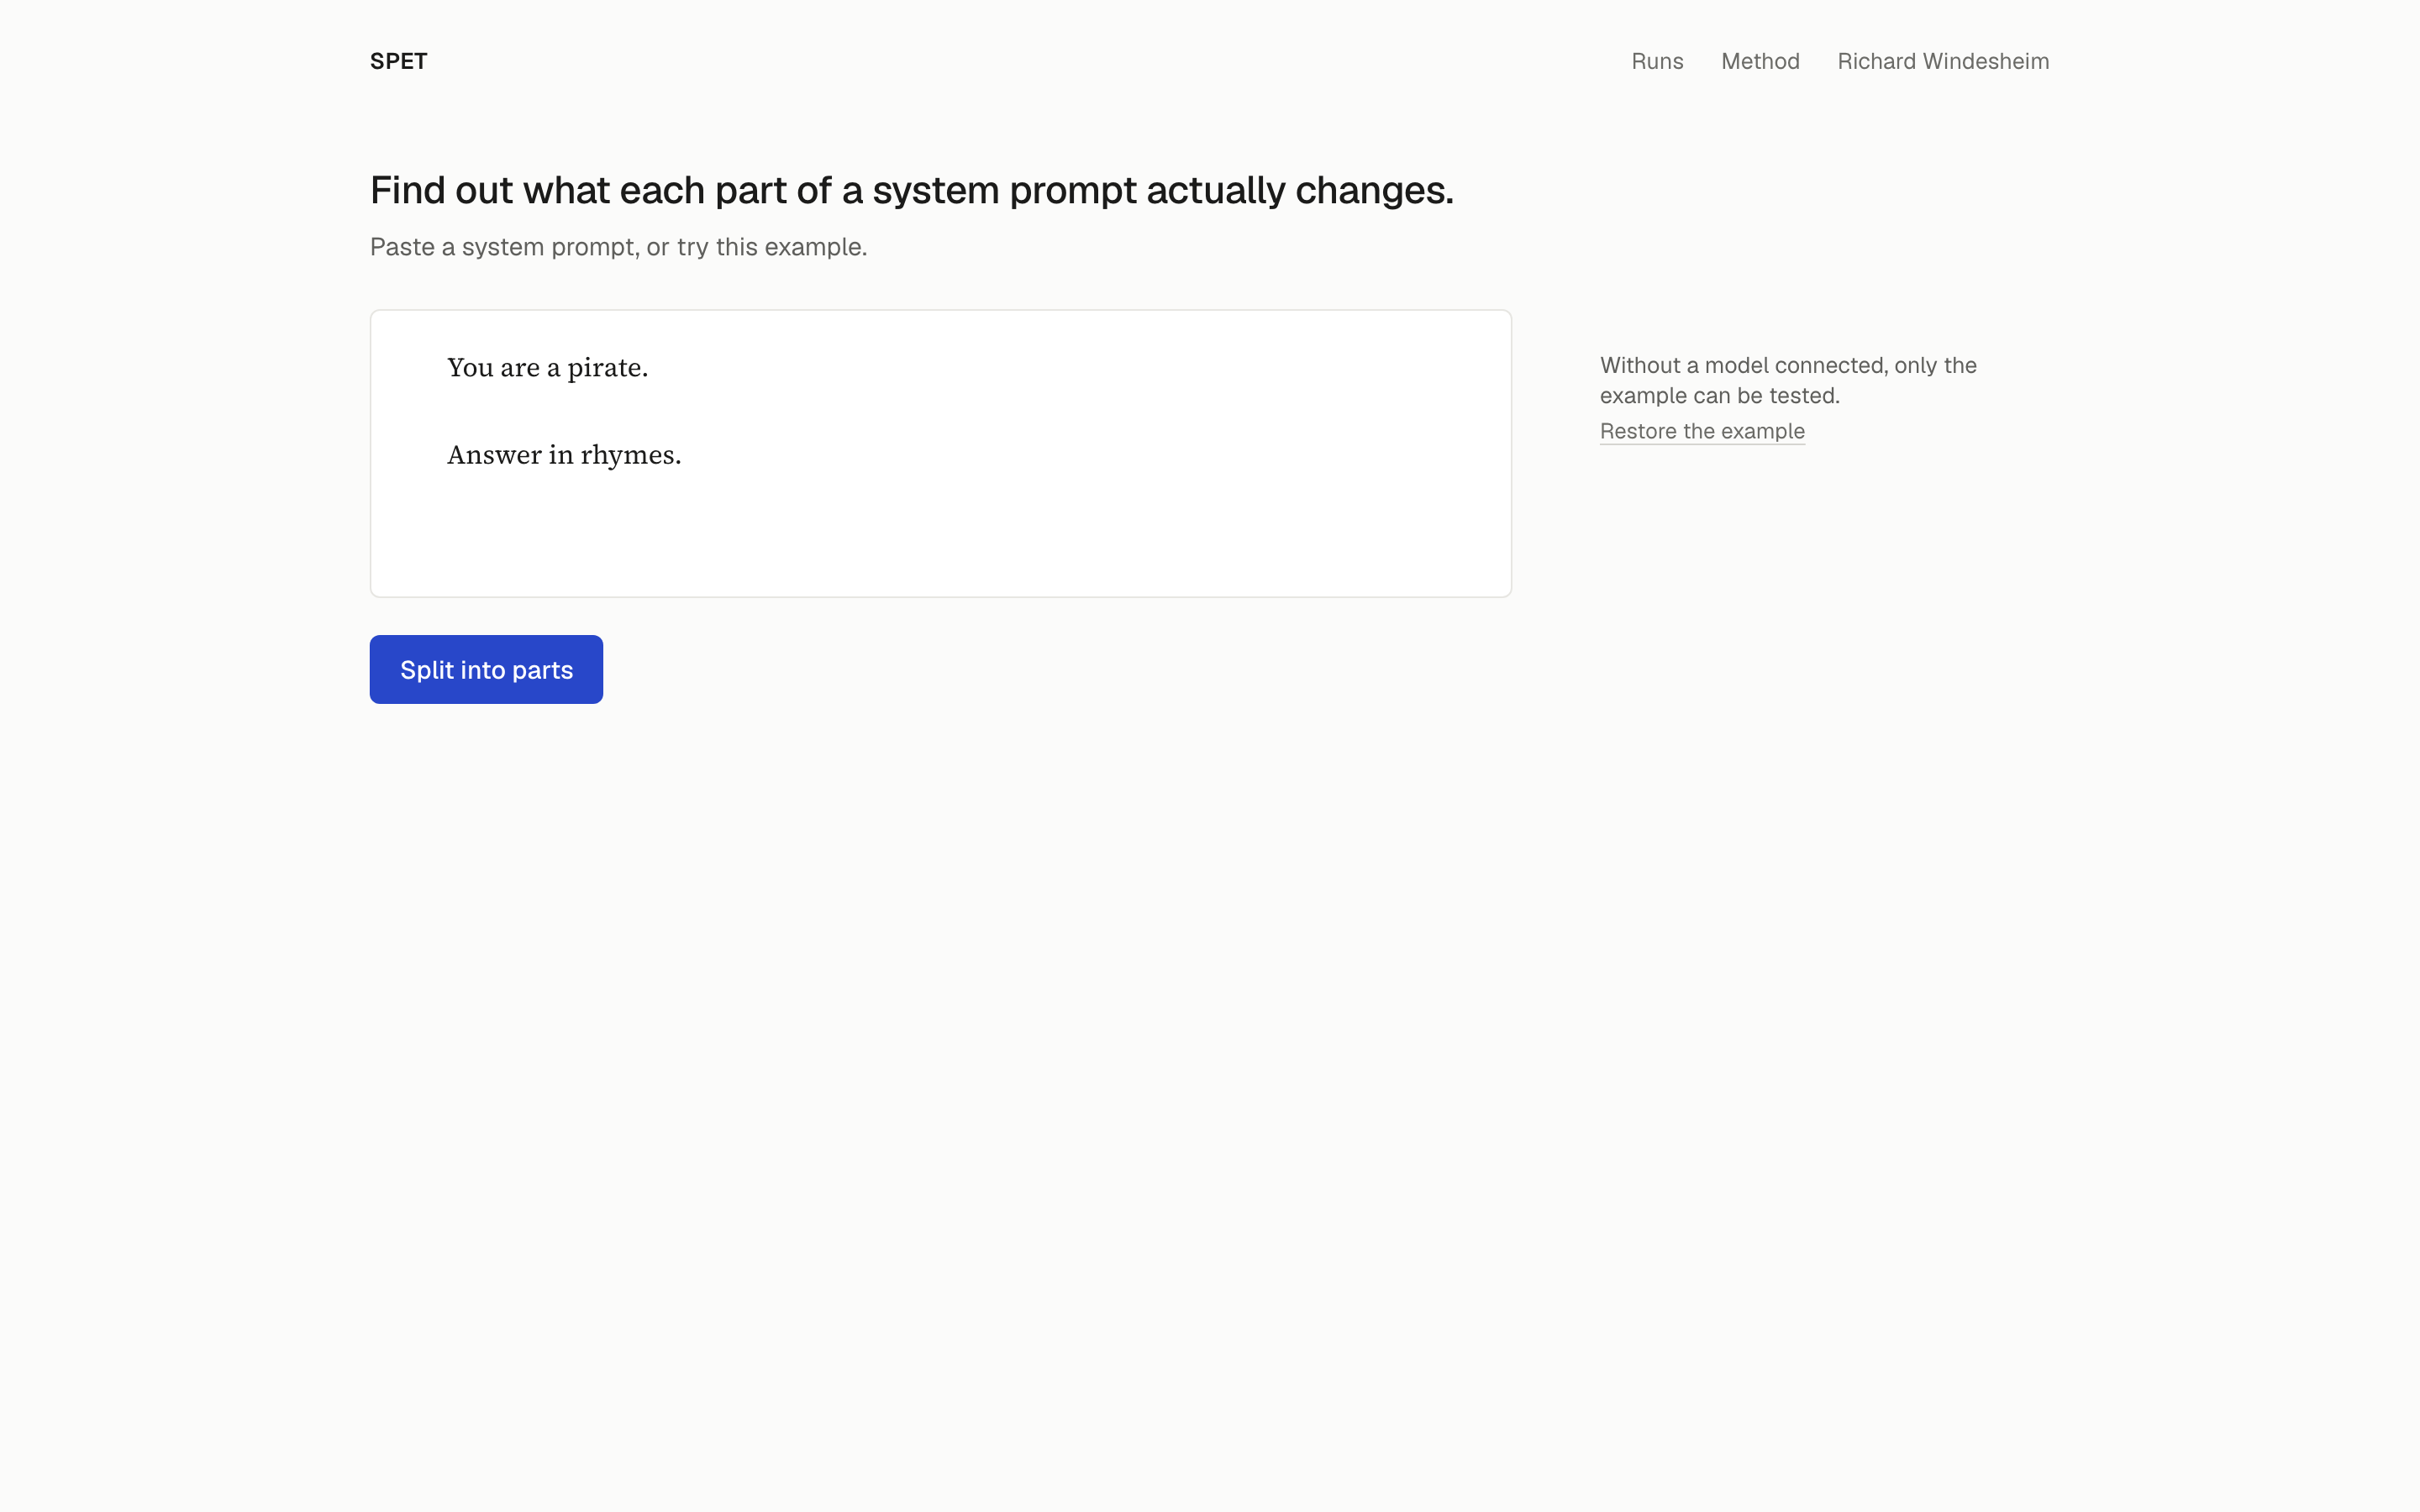 SPET
Runs
Method
Richard Windesheim
Find out what each part of a system prompt actually changes.
Paste a system prompt, or try this example.
You are a pirate.
Answer in rhymes.
Without a model connected, only the
example can be tested.
Restore the example
Split into parts